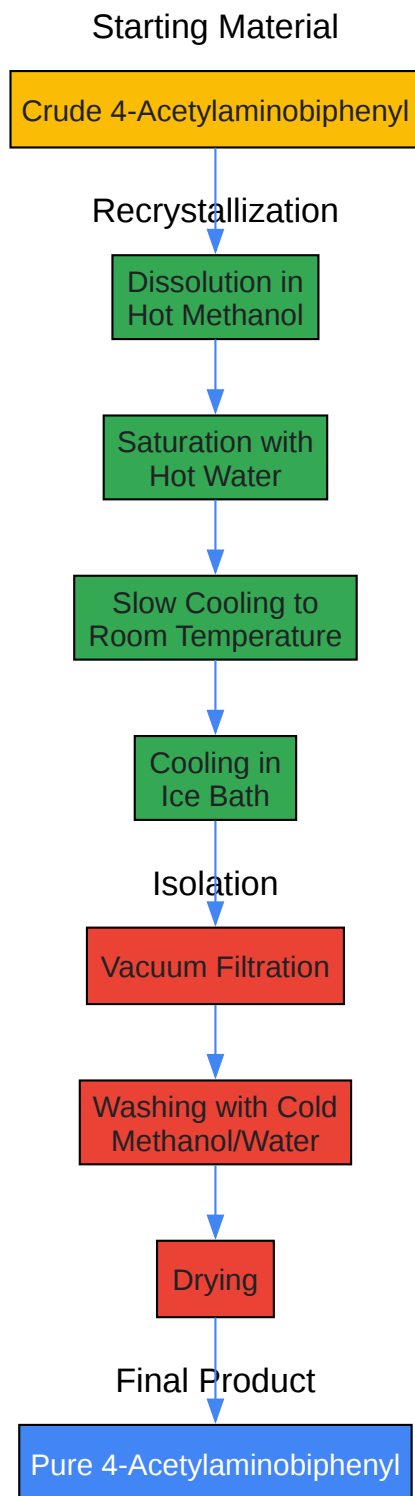 Starting Material
Crude 4-Acetylaminobiphenyl
Recrystallization
Dissolution in
Hot Methanol
Saturation with
Hot Water
Slow Cooling to
Room Temperature
Cooling in
Ice Bath
Isolation
Vacuum Filtration
Washing with Cold
Methanol/Water
Drying
Final Product
Pure 4-Acetylaminobiphenyl